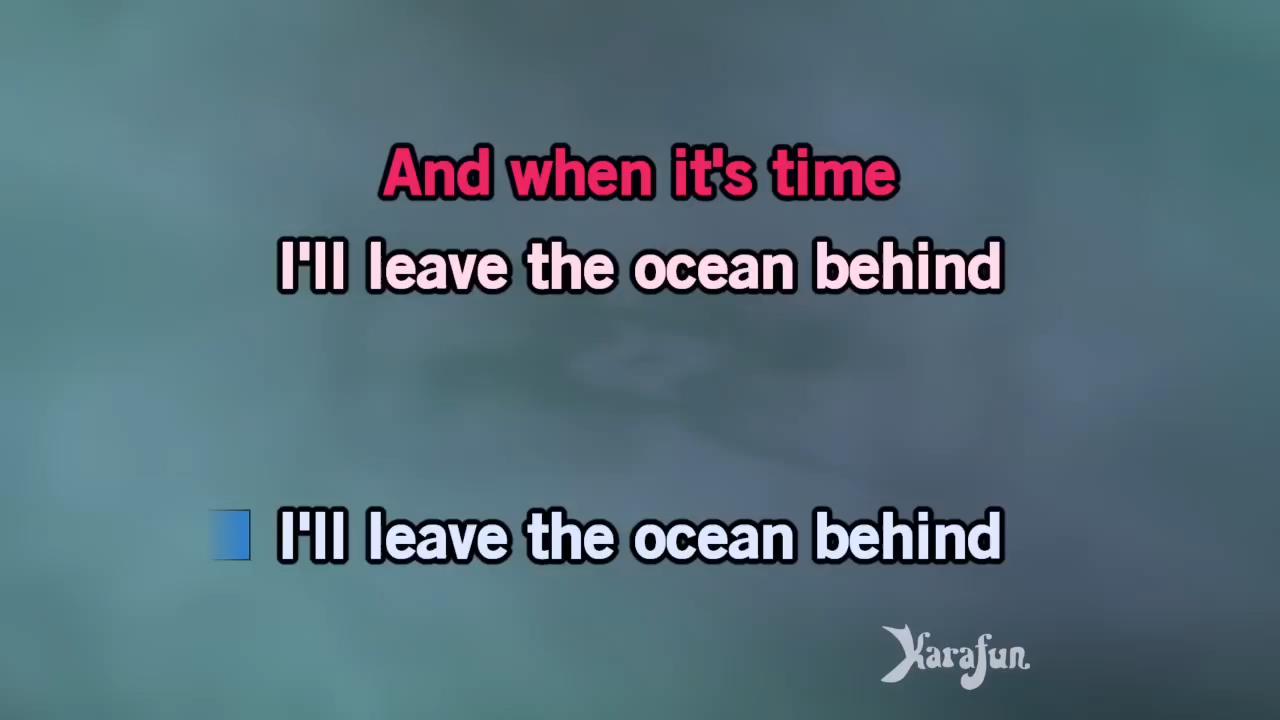 And when it's time
I'll leave the ocean behind
I'll leave the ocean behind
Karafun